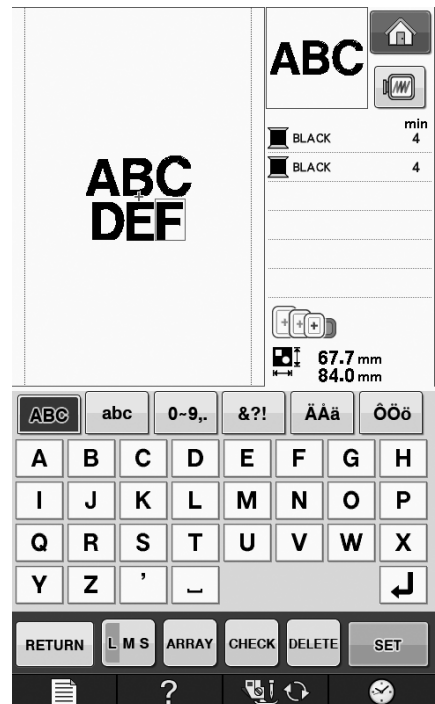 ABC
min
BLACK 4
BLACK 4
ABC
DEF
67.7 mm
84.0 mm
ABC abc 0~9,. &?! ÄÅä ÔÖö
A B C D E F G H
I J K L M N O P
Q R S T U V W X
Y Z ’ ⌴ ↵
RETURN L M S ARRAY CHECK DELETE SET
?